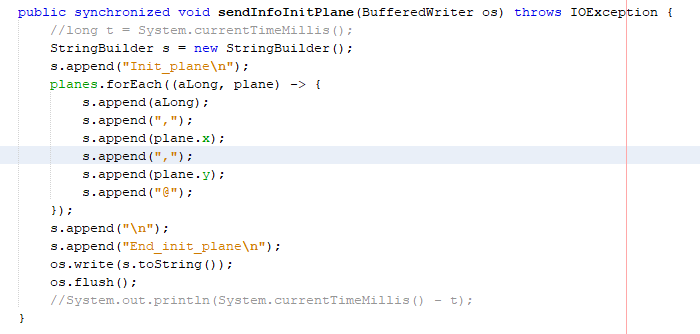 public synchronized void sendInfoInitPlane(BufferedWriter os) throws IOException {
    //long t = System.currentTimeMillis();
    StringBuilder s = new StringBuilder();
    s.append("Init_plane\n");
    planes.forEach((aLong, plane) -> {
        s.append(aLong);
        s.append(",");
        s.append(plane.x);
        s.append(",");
        s.append(plane.y);
        s.append("@");
    });
    s.append("\n");
    s.append("End_init_plane\n");
    os.write(s.toString());
    os.flush();
    //System.out.println(System.currentTimeMillis() - t);
}